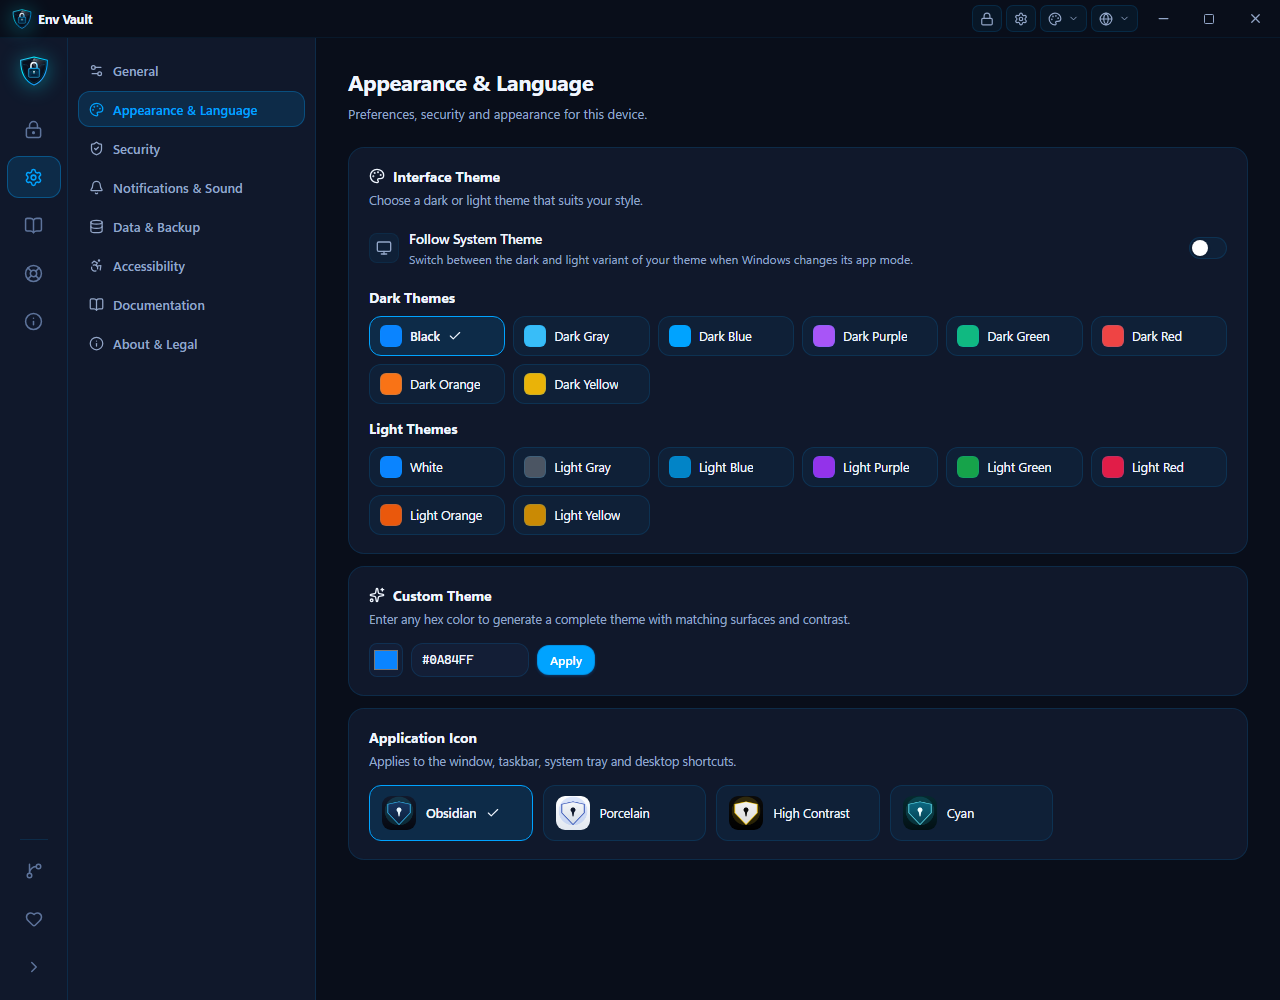 Env Vault
General
Appearance & Language
Security
Notifications & Sound
Data & Backup
Accessibility
Documentation
About & Legal
Appearance & Language
Preferences, security and appearance for this device.
Interface Theme
Choose a dark or light theme that suits your style.
Follow System Theme
Switch between the dark and light variant of your theme when Windows changes its app mode.
Dark Themes
Black
Dark Gray
Dark Blue
Dark Purple
Dark Green
Dark Red
Dark Orange
Dark Yellow
Light Themes
White
Light Gray
Light Blue
Light Purple
Light Green
Light Red
Light Orange
Light Yellow
Custom Theme
Enter any hex color to generate a complete theme with matching surfaces and contrast.
#0A84FF
Apply
Application Icon
Applies to the window, taskbar, system tray and desktop shortcuts.
Obsidian
Porcelain
High Contrast
Cyan